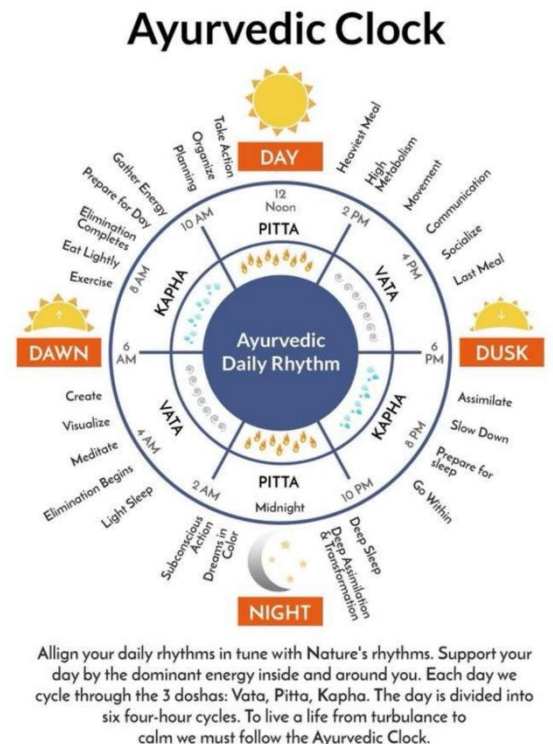 Ayurvedic Clock
DAY
Take Action
Organize
Planning
Gather Energy
Prepare for Day
Elimination
Completes
Eat Lightly
Exercise
Heaviest Meal
High
Metabolism
Movement
Communication
Socialize
Last Meal
12
Noon
PITTA
2 PM
VATA
4 PM
6
PM
KAPHA
8 PM
10 PM
PITTA
Midnight
2 AM
VATA
4 AM
6
AM
KAPHA
8 AM
10 AM
Ayurvedic
Daily Rhythm
DAWN
DUSK
Create
Visualize
Meditate
Elimination Begins
Light Sleep
Subconscious
Action
Dreams in
Color
Assimilate
Slow Down
Prepare for
sleep
Go Within
Deep Sleep
Deep Assimilation
& Transformation
NIGHT
Allign your daily rhythms in tune with Nature's rhythms. Support your
day by the dominant energy inside and around you. Each day we
cycle through the 3 doshas: Vata, Pitta, Kapha. The day is divided into
six four-hour cycles. To live a life from turbulance to
calm we must follow the Ayurvedic Clock.